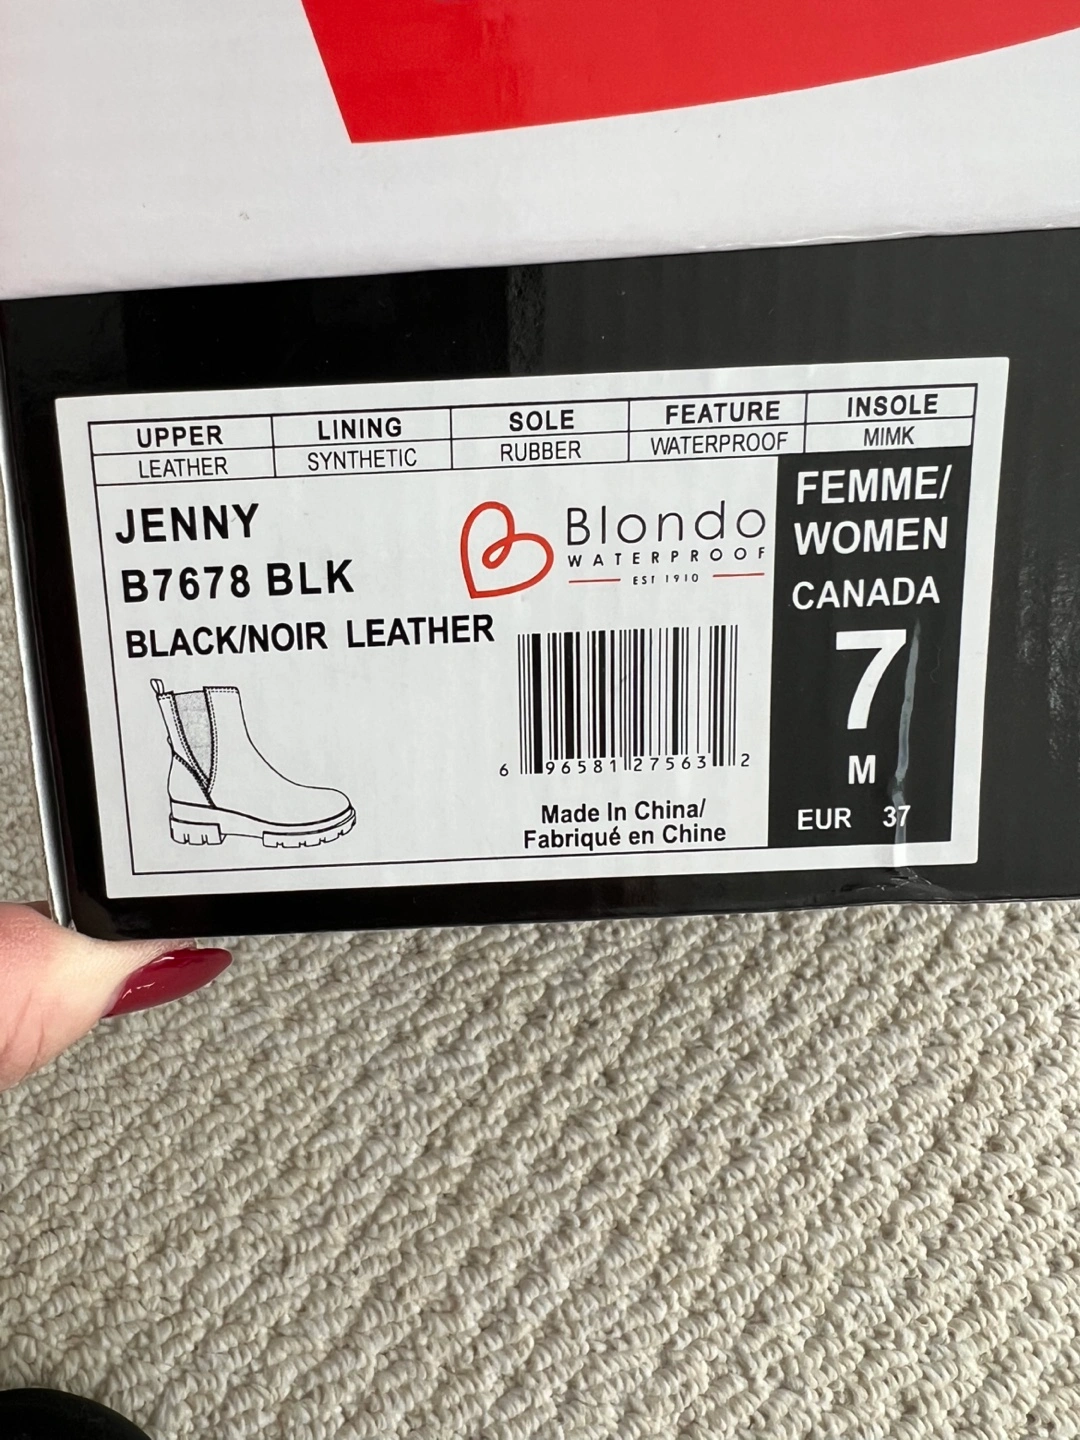 UPPER LINING SOLE FEATURE INSOLE
LEATHER SYNTHETIC RUBBER WATERPROOF MIMK
JENNY
B7678 BLK
BLACK/NOIR LEATHER
Blondo
WATERPROOF
EST 1910
6 96581 27563 2
Made In China/
Fabriqué en Chine
FEMME/
WOMEN
CANADA
7
M
EUR 37